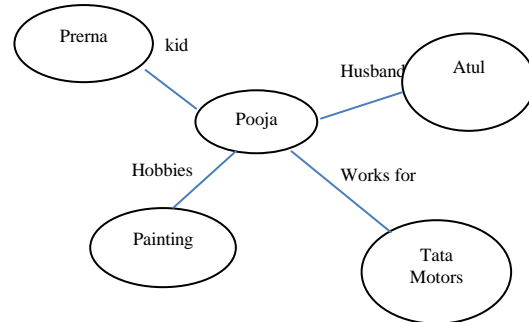 Prerna
kid
Husband
Atul
Pooja
Hobbies
Works for
Painting
Tata
Motors